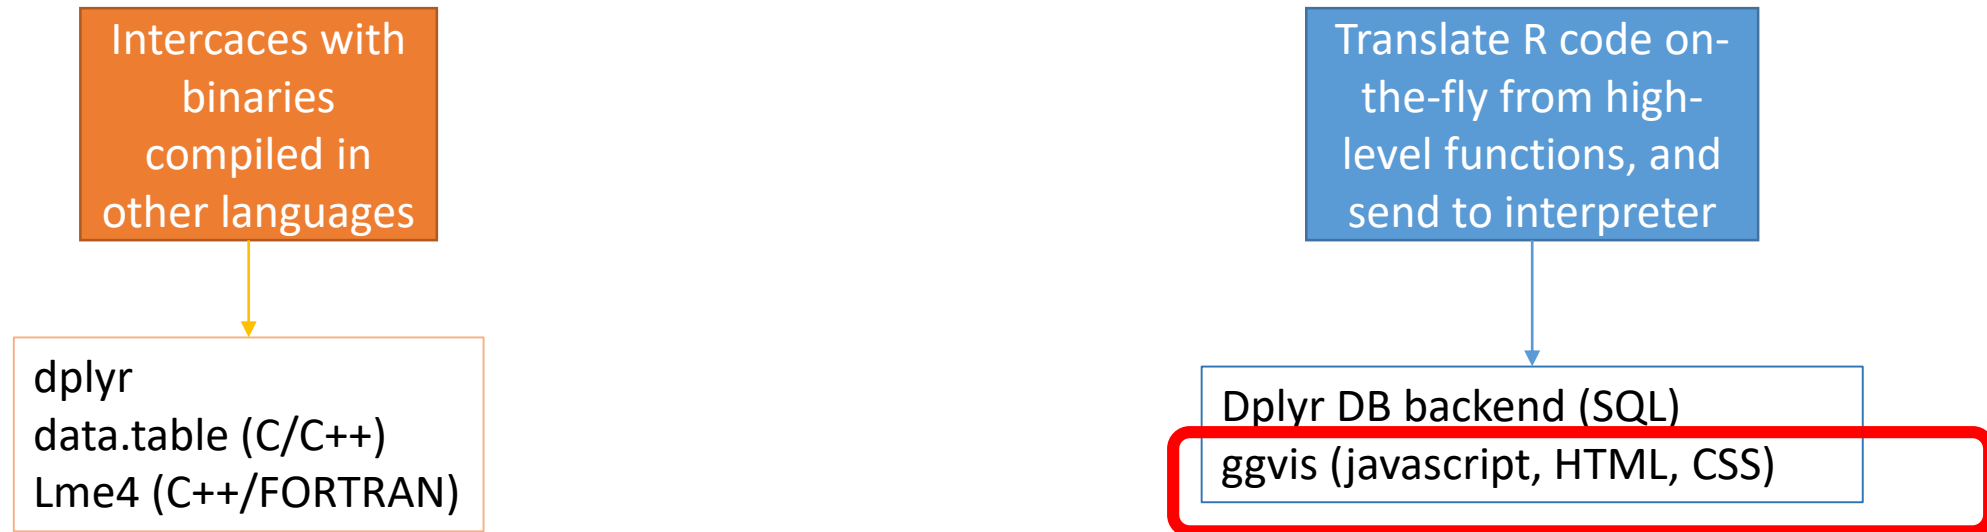 Intercaces with
binaries
compiled in
other languages
dplyr
data.table (C/C++)
Lme4 (C++/FORTRAN)
Translate R code on-
the-fly from high-
level functions, and
send to interpreter
Dplyr DB backend (SQL)
ggvis (javascript, HTML, CSS)